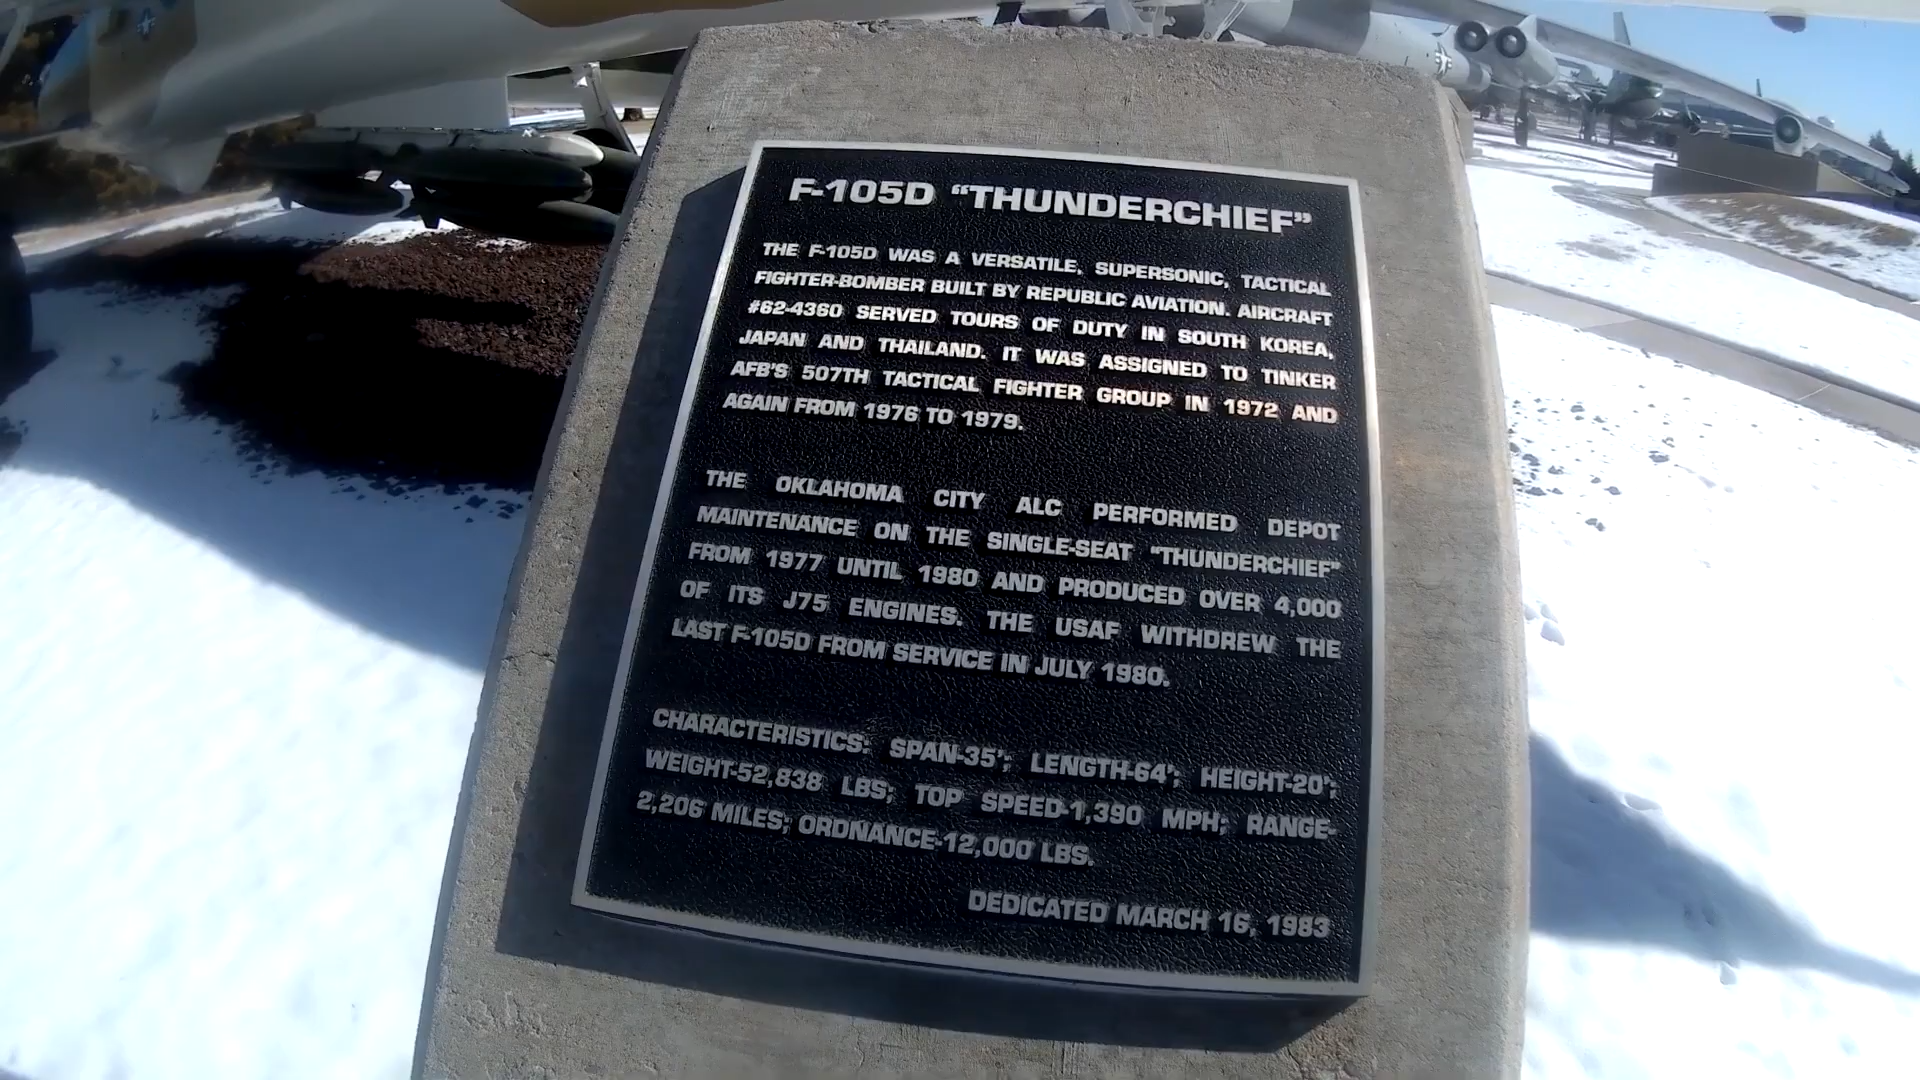 F-105D "THUNDERCHIEF"
THE F-105D WAS A VERSATILE, SUPERSONIC, TACTICAL
FIGHTER-BOMBER BUILT BY REPUBLIC AVIATION. AIRCRAFT
#62-4360 SERVED TOURS OF DUTY IN SOUTH KOREA,
JAPAN AND THAILAND. IT WAS ASSIGNED TO TINKER
AFB'S 507TH TACTICAL FIGHTER GROUP IN 1972 AND
AGAIN FROM 1976 TO 1979.
THE OKLAHOMA CITY ALC PERFORMED DEPOT
MAINTENANCE ON THE SINGLE-SEAT "THUNDERCHIEF"
FROM 1977 UNTIL 1980 AND PRODUCED OVER 4,000
OF ITS J75 ENGINES. THE USAF WITHDREW THE
LAST F-105D FROM SERVICE IN JULY 1980.
CHARACTERISTICS: SPAN-35'; LENGTH-64'; HEIGHT-20';
WEIGHT-52,838 LBS; TOP SPEED-1,390 MPH; RANGE-
2,206 MILES; ORDNANCE-12,000 LBS.
DEDICATED MARCH 16, 1983